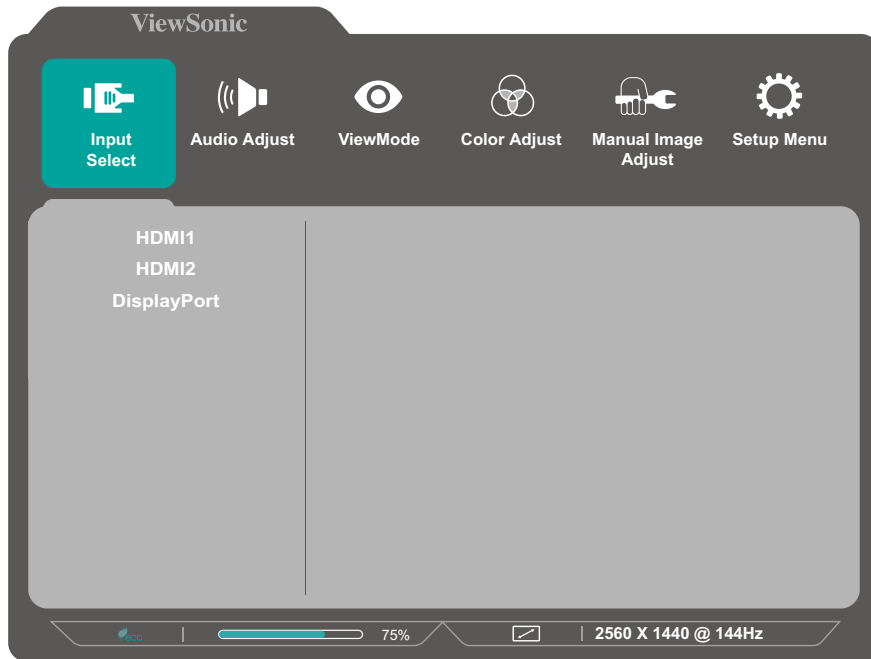 ViewSonic
Input
Select
Audio Adjust
ViewMode
Color Adjust
Manual Image
Adjust
Setup Menu
HDMI1
HDMI2
DisplayPort
eco
75%
2560 X 1440 @ 144Hz